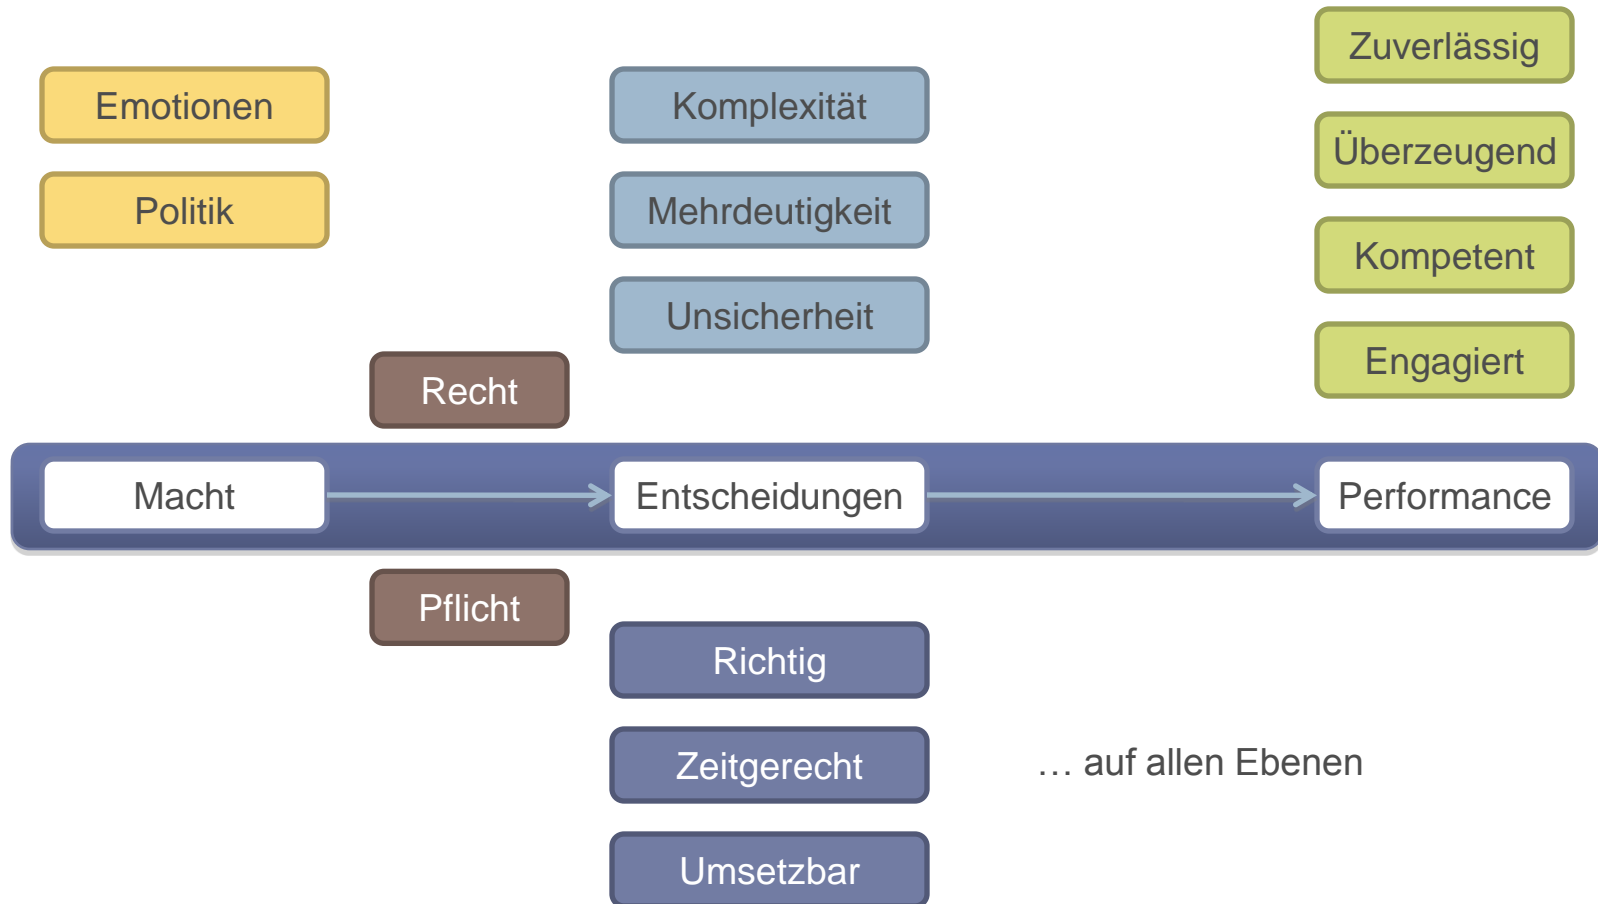 Zuverlässig
Emotionen
Komplexität
Überzeugend
Politik
Mehrdeutigkeit
Kompetent
Unsicherheit
Engagiert
Recht
Macht
Entscheidungen
Performance
Pflicht
Richtig
Zeitgerecht
… auf allen Ebenen
Umsetzbar